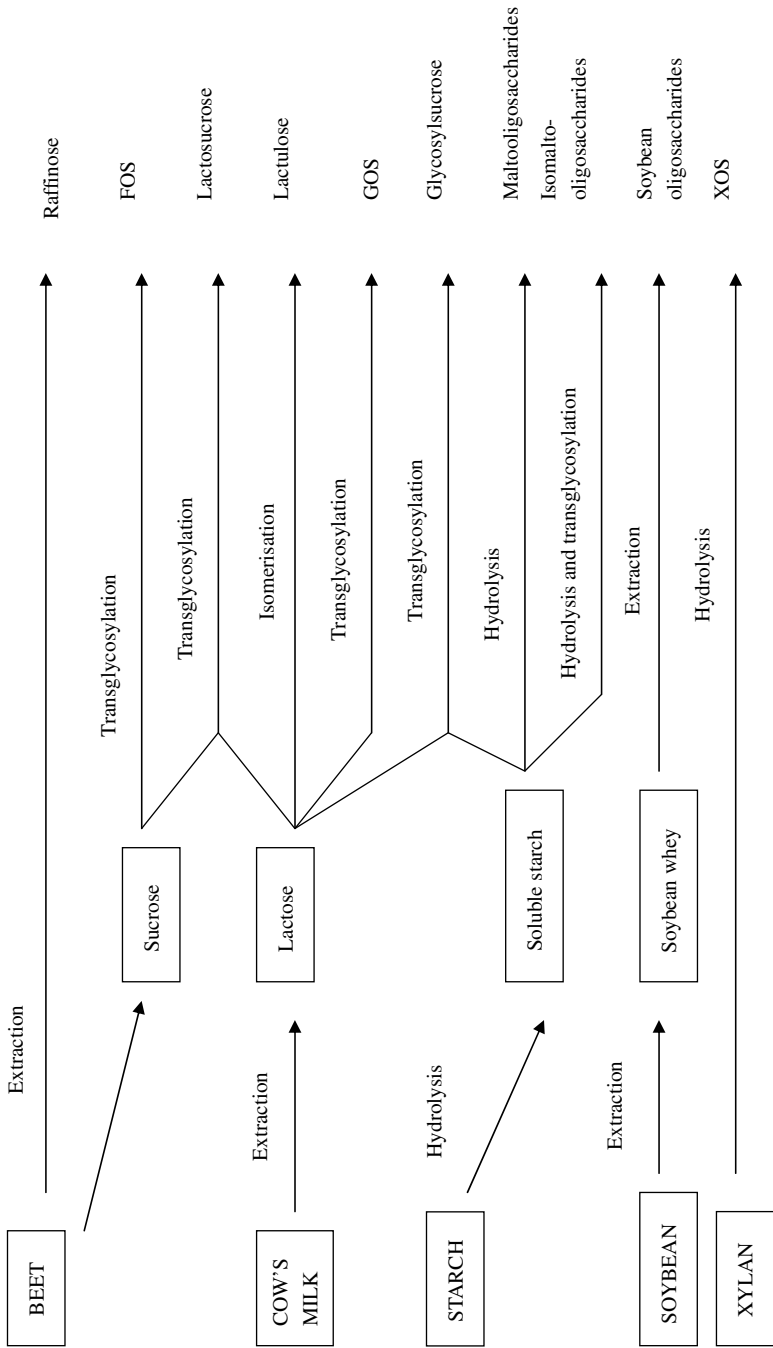 BEET
Extraction
Raffinose
Sucrose
Transglycosylation
FOS
Transglycosylation
Lactosucrose
COW'S
MILK
Extraction
Lactose
Isomerisation
Lactulose
Transglycosylation
GOS
Transglycosylation
Glycosylsucrose
STARCH
Hydrolysis
Soluble starch
Hydrolysis
Maltooligosaccharides
Hydrolysis and transglycosylation
Isomalto-
oligosaccharides
SOYBEAN
Extraction
Soybean whey
Extraction
Soybean
oligosaccharides
XYLAN
Hydrolysis
XOS